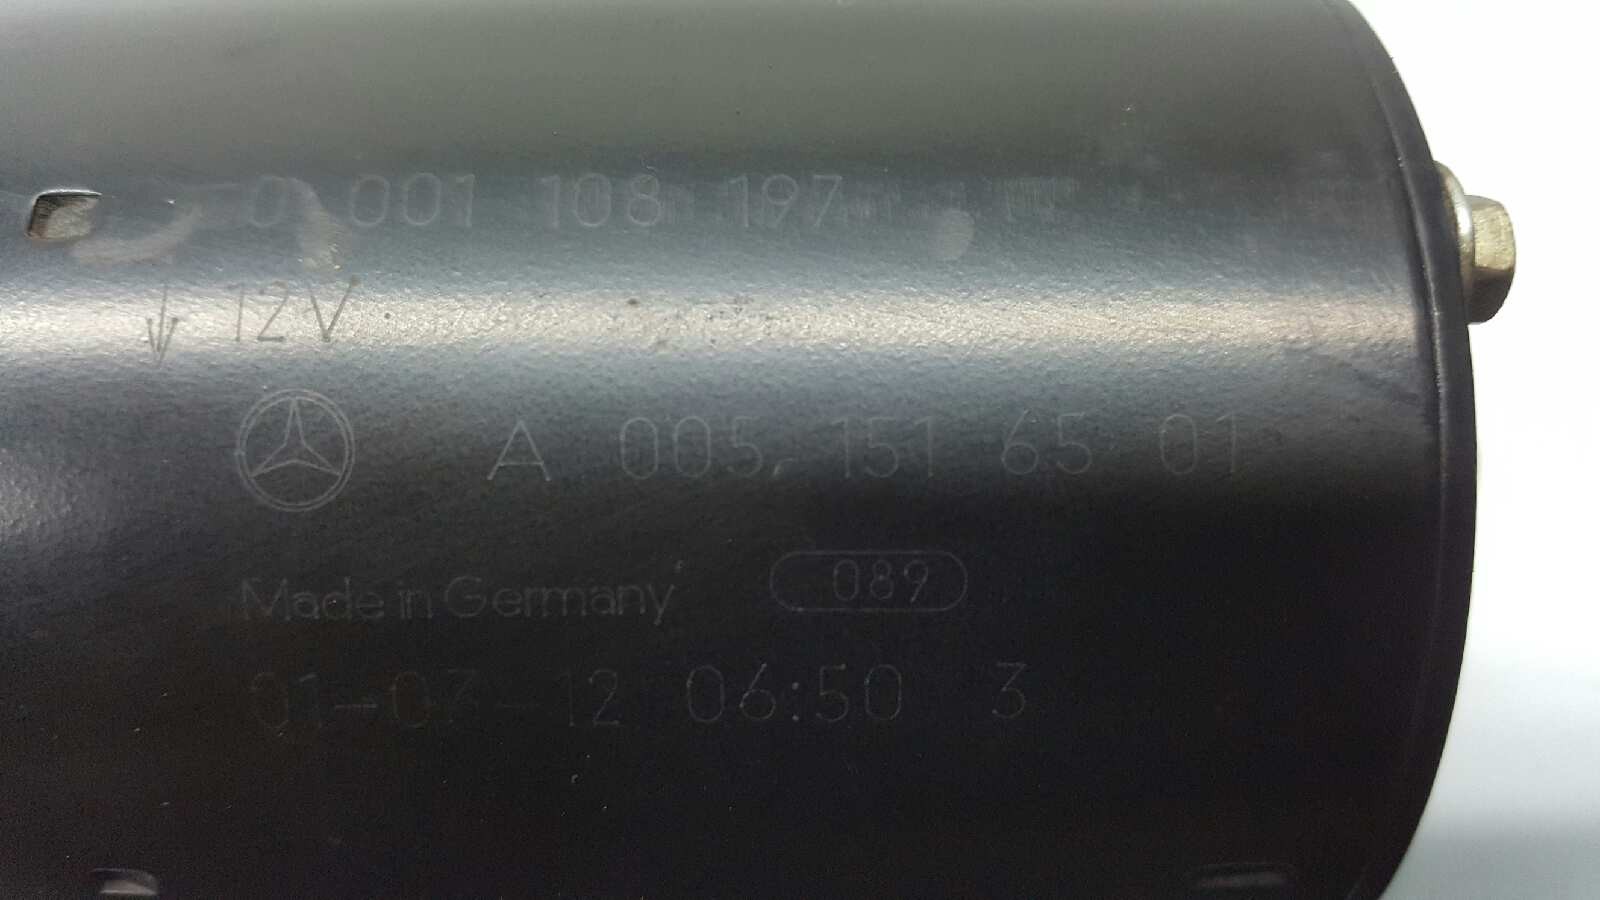 0 001 108 197
12V
A 005 151 65 01
Made in Germany 089
01-07-12 06:50 3